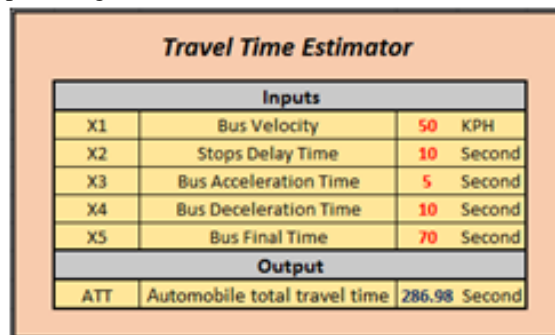 Travel Time Estimator
Inputs
X1 Bus Velocity 50 KPH
X2 Stops Delay Time 10 Second
X3 Bus Acceleration Time 5 Second
X4 Bus Deceleration Time 10 Second
X5 Bus Final Time 70 Second
Output
ATT Automobile total travel time 286.98 Second